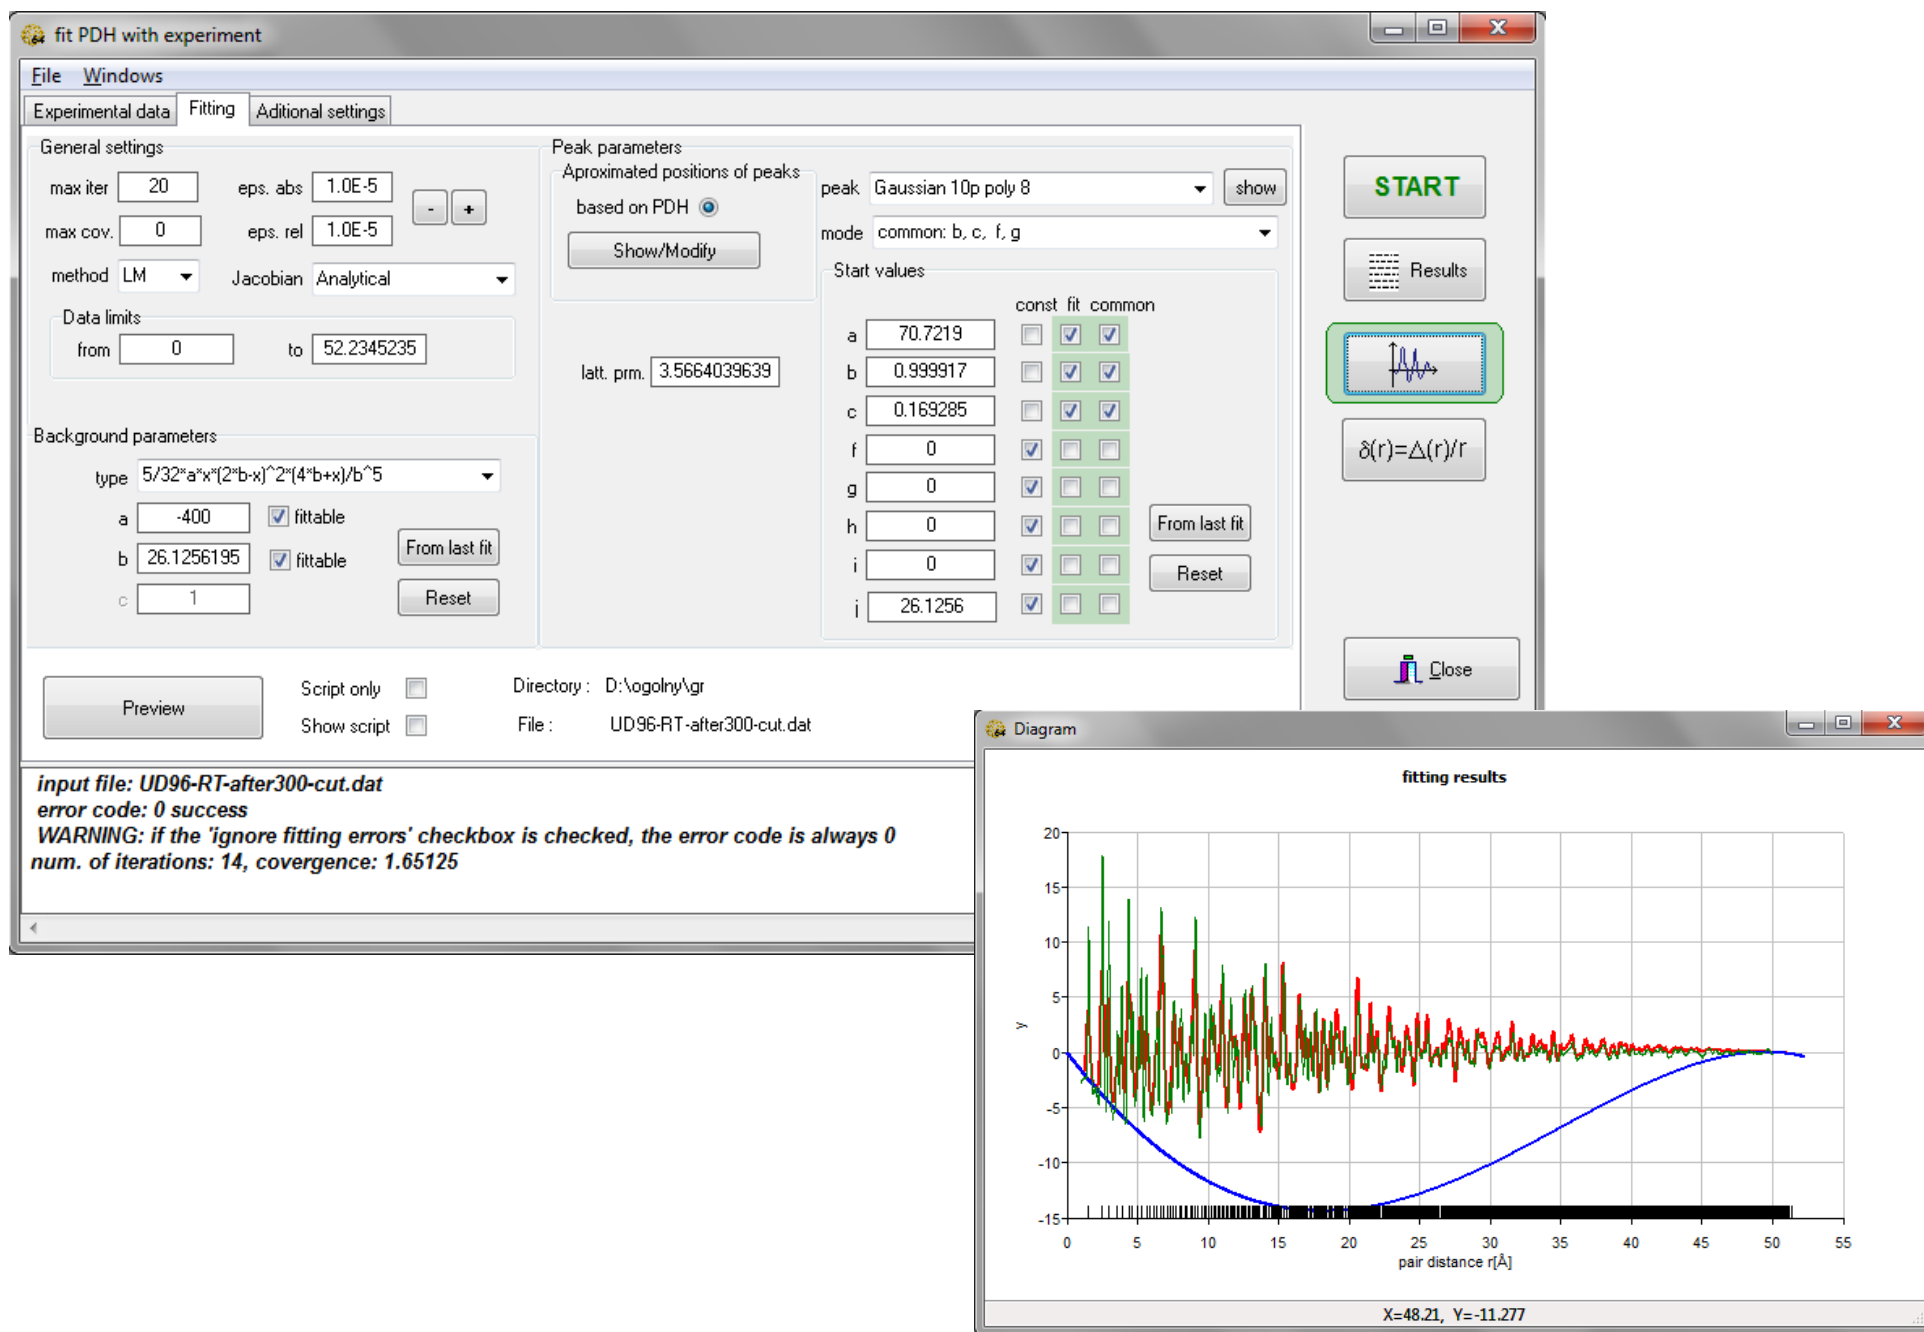 fit PDH with experiment
File Windows
Experimental data Fitting Aditional settings
General settings
max iter 20 eps. abs 1.0E-5
- +
max cov. 0 eps. rel 1.0E-5
method LM Jacobian Analytical
Data limits
from 0 to 52.2345235
Background parameters
type 5/32*a*x*(2*b-x)^2*(4*b+x)/b^5
a -400 fittable
b 26.1256195 fittable
c 1
From last fit
Reset
Peak parameters
Aproximated positions of peaks
based on PDH
Show/Modify
latt. prm. 3.5664039639
peak Gaussian 10p poly 8 show
mode common: b, c, f, g
Start values
const fit common
a 70.7219
b 0.999917
c 0.169285
f 0
g 0
h 0
i 0
j 26.1256
From last fit
Reset
START
Results
δ(r)=Δ(r)/r
Close
Preview
Script only
Show script
Directory : D:\ogolny\gr
File : UD96-RT-after300-cut.dat
input file: UD96-RT-after300-cut.dat
error code: 0 success
WARNING: if the 'ignore fitting errors' checkbox is checked, the error code is always 0
num. of iterations: 14, covergence: 1.65125
Diagram
fitting results
20
15
10
5
0
-5
-10
-15
y
0 5 10 15 20 25 30 35 40 45 50 55
pair distance r[Å]
X=48.21, Y=-11.277